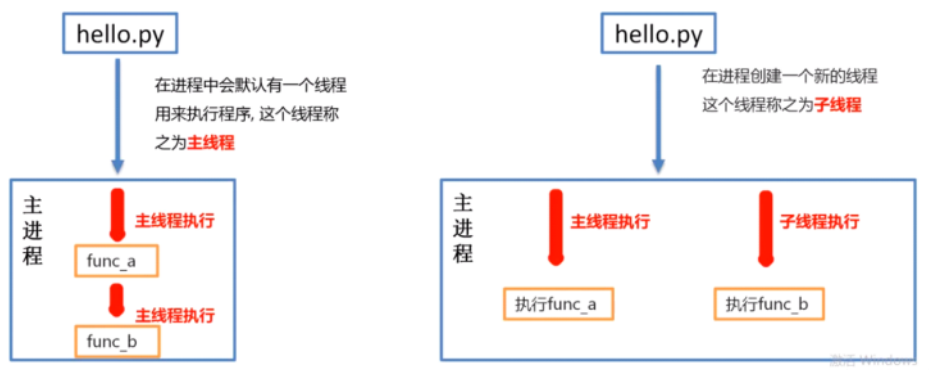 hello.py
在进程中会默认有一个线程
用来执行程序, 这个线程称
之为主线程
主进程
主线程执行
func_a
主线程执行
func_b
hello.py
在进程创建一个新的线程
这个线程称之为子线程
主进程
主线程执行
子线程执行
执行func_a
执行func_b
激活 Windows